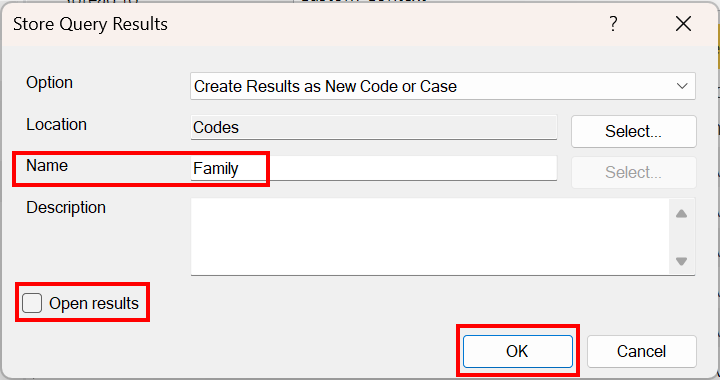 Store Query Results ?
Option Create Results as New Code or Case
Location Codes Select...
Name Family Select...
Description
Open results
OK Cancel